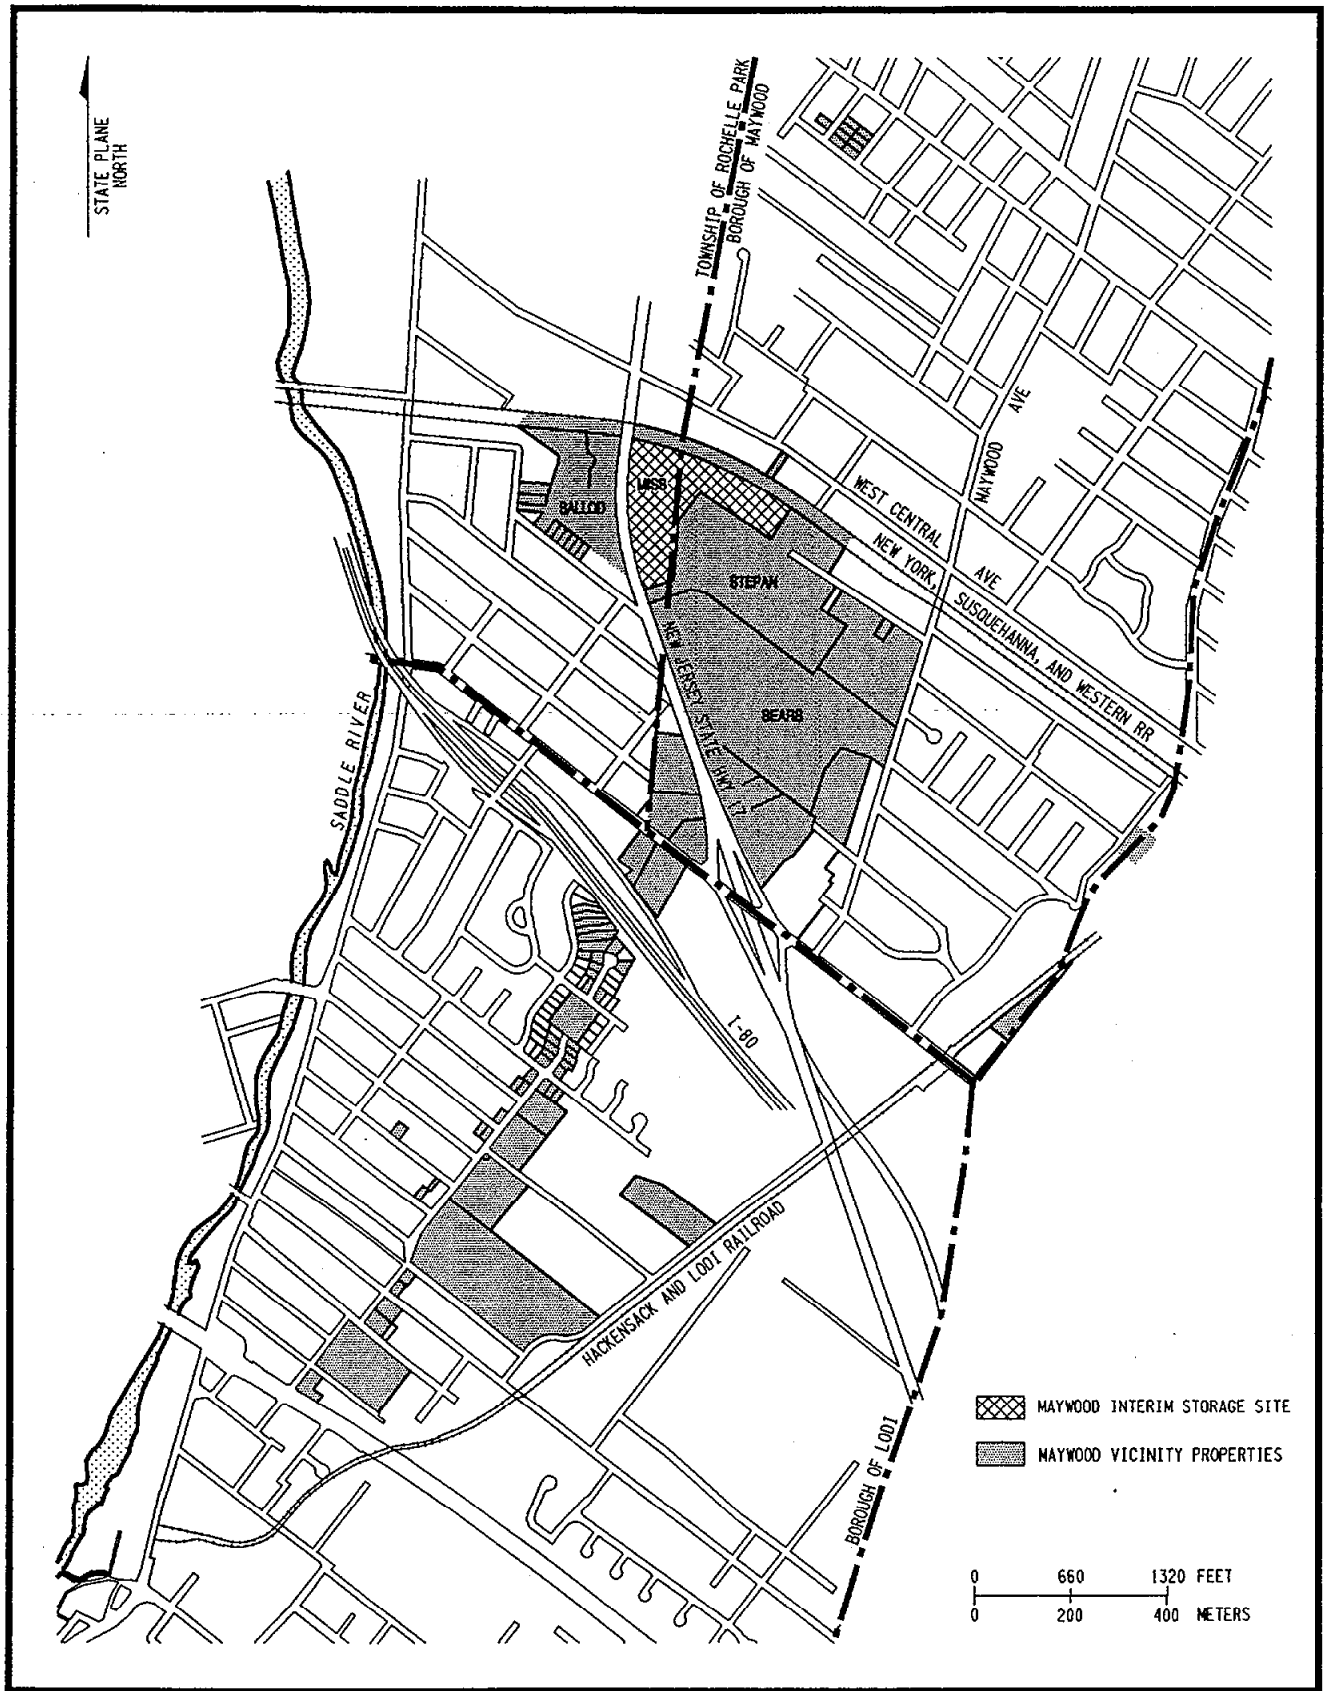 STATE PLANE
NORTH
TOWNSHIP OF ROCHELLE PARK
BOROUGH OF MAYWOOD
MAYWOOD AVE
WEST CENTRAL AVE
NEW YORK, SUSQUEHANNA, AND WESTERN RR
MISS
BALLOD
STEPAN
SEARS
NEW JERSEY STATE HWY 17
SADDLE RIVER
I-80
HACKENSACK AND LODI RAILROAD
BOROUGH OF LODI
MAYWOOD INTERIM STORAGE SITE
MAYWOOD VICINITY PROPERTIES
0 660 1320 FEET
0 200 400 METERS